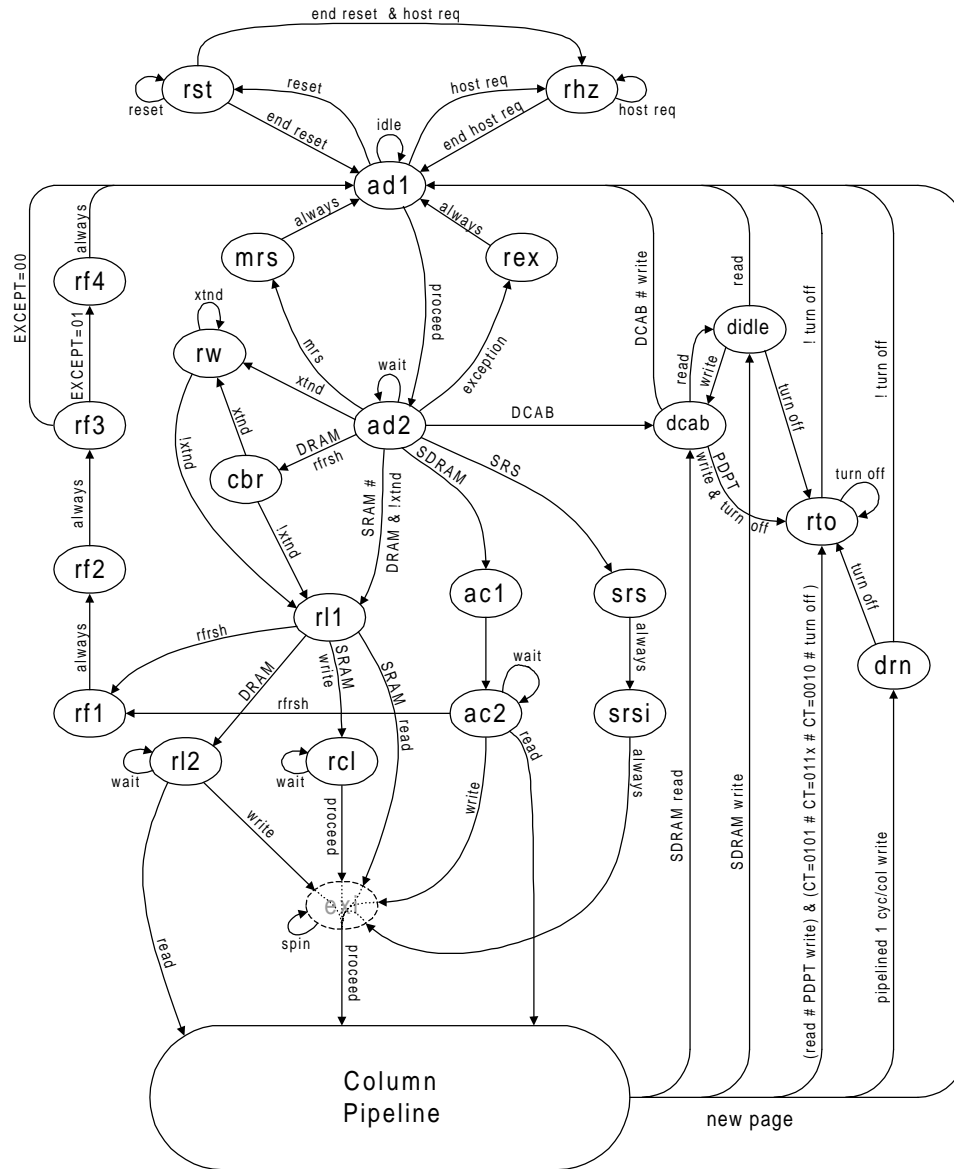 end reset & host req
rst
rhz
reset
reset
host req
host req
end reset
end host req
idle
ad1
always
always
mrs
rex
always
rf4
EXCEPT=00
EXCEPT=01
xtnd
rw
proceed
mrs
wait
exception
DCAB # write
read
didle
read
write
! turn off
! turn off
turn off
xtnd
ad2
DCAB
dcab
rf3
xtnd
DRAM
rfrsh
SDRAM
SRS
PDPT
write & turn off
!xtnd
cbr
SRAM #
DRAM & !xtnd
turn off
rto
always
!xtnd
rf2
ac1
srs
turn off
rl1
always
rfrsh
always
DRAM
SRAM
write
SRAM read
wait
drn
rf1
rfrsh
ac2
srsi
read
rl2
wait
rcl
wait
always
write
proceed
write
SDRAM read
SDRAM write
(read # PDPT write) & (CT=0101 # CT=011x # CT=0010 # turn off)
pipelined 1 cyc/col write
ext
spin
read
proceed
Column
Pipeline
new page